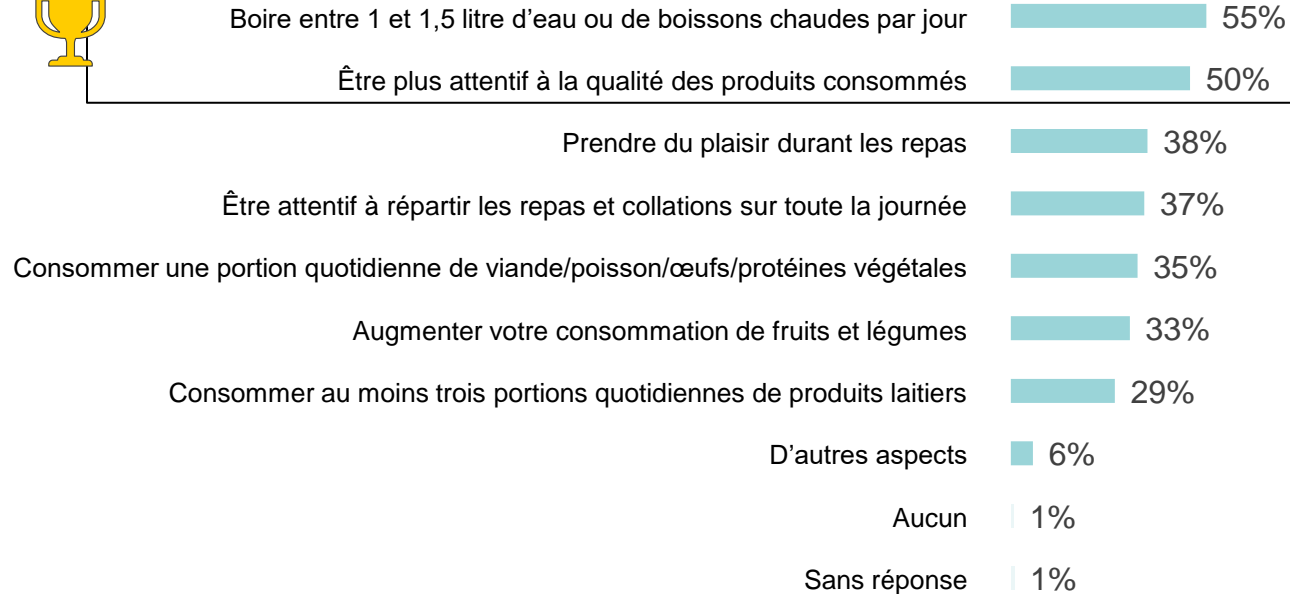 Boire entre 1 et 1,5 litre d’eau ou de boissons chaudes par jour 55%
Être plus attentif à la qualité des produits consommés 50%
Prendre du plaisir durant les repas 38%
Être attentif à répartir les repas et collations sur toute la journée 37%
Consommer une portion quotidienne de viande/poisson/œufs/protéines végétales 35%
Augmenter votre consommation de fruits et légumes 33%
Consommer au moins trois portions quotidiennes de produits laitiers 29%
D’autres aspects 6%
Aucun 1%
Sans réponse 1%